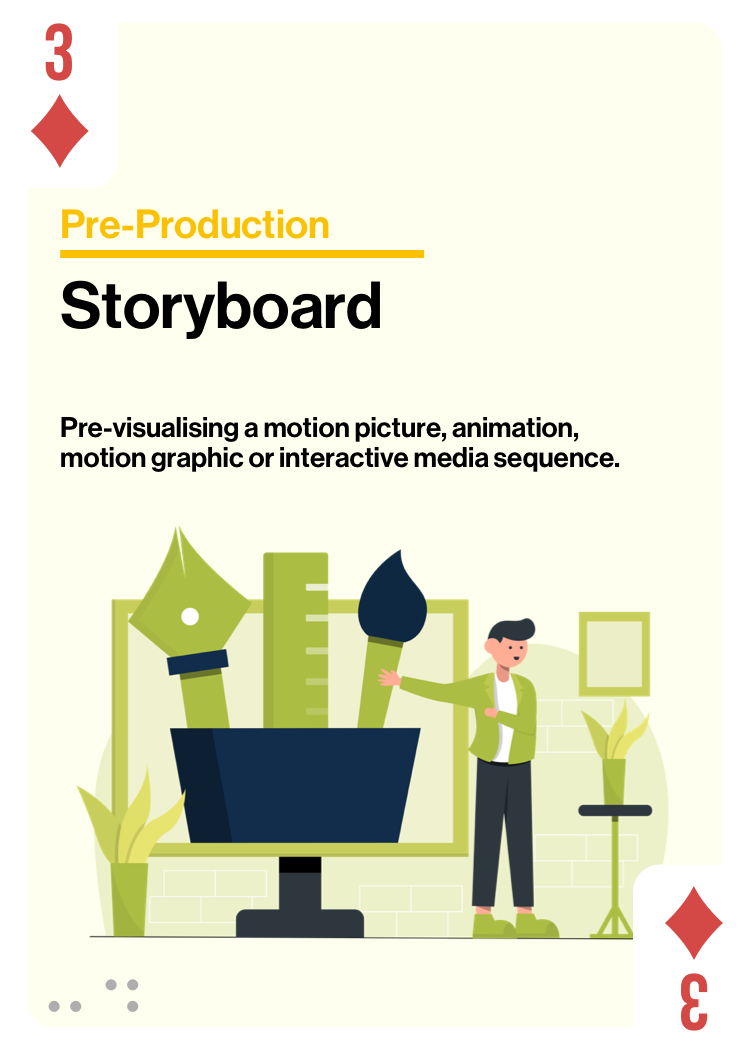 3
Pre-Production
Storyboard
Pre-visualising a motion picture, animation,
motion graphic or interactive media sequence.
3